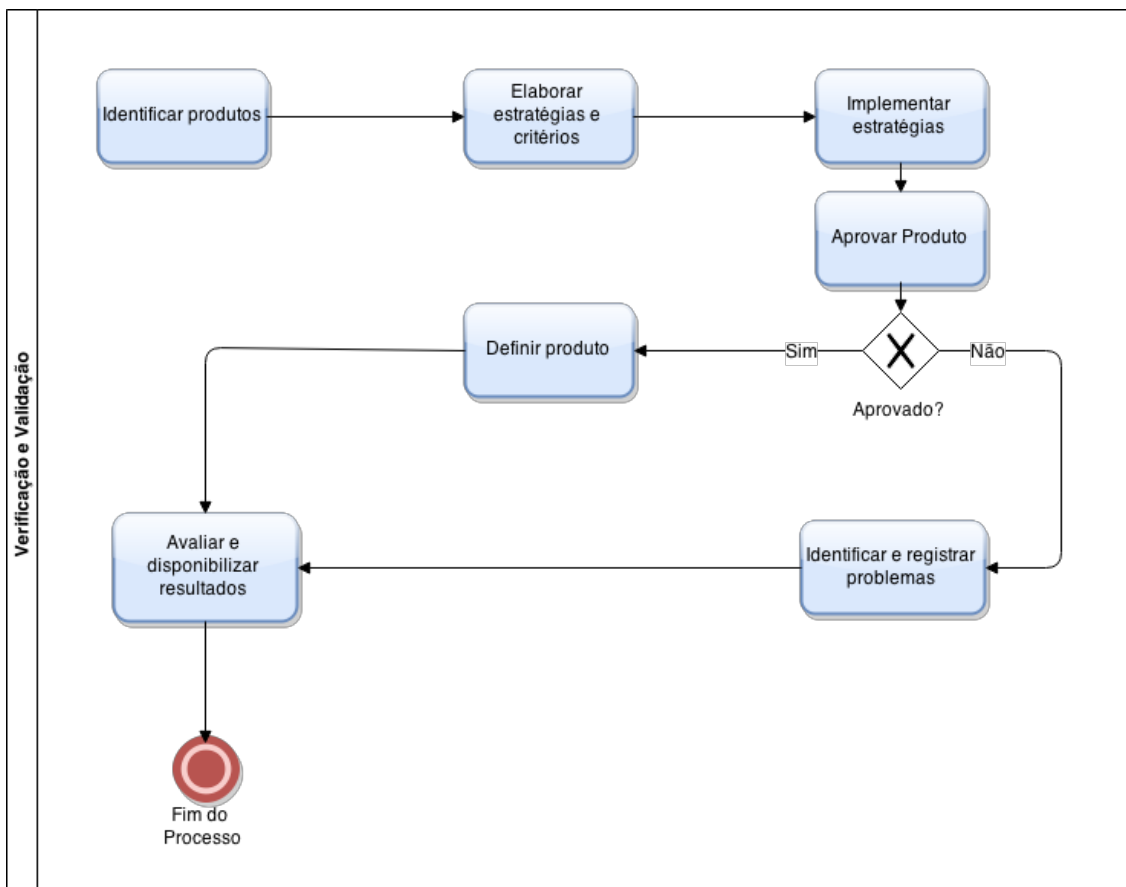 Verificação e Validação
Identificar produtos
Elaborar
estratégias e
critérios
Implementar
estratégias
Aprovar Produto
Definir produto
Sim
Não
Aprovado?
Avaliar e
disponibilizar
resultados
Identificar e registrar
problemas
Fim do
Processo